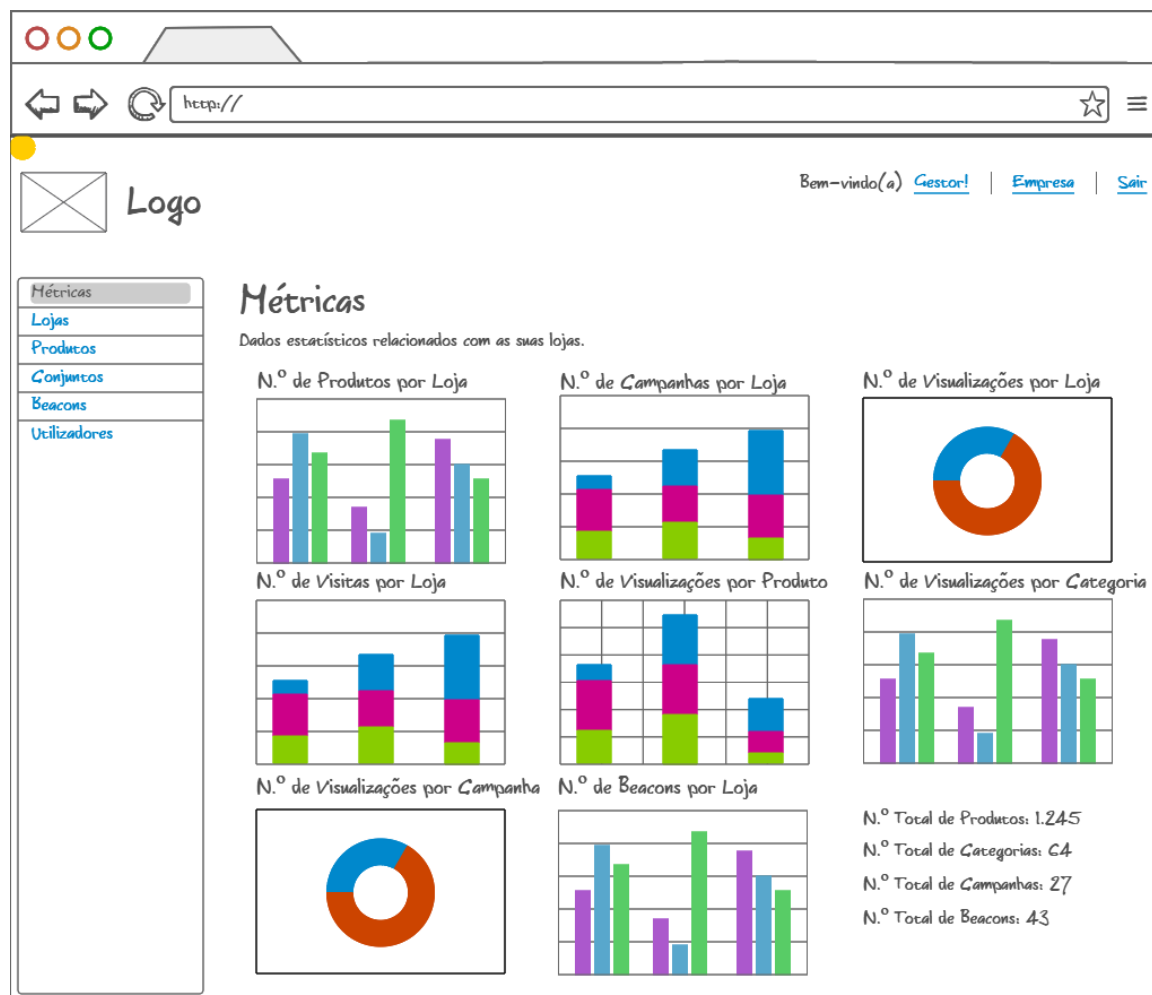 http://
Bem-vindo(a) Gestor! | Empresa | Sair
Logo
Métricas
Lojas
Produtos
Conjuntos
Beacons
Utilizadores
Métricas
Dados estatísticos relacionados com as suas lojas.
N.º de Produtos por Loja
N.º de Campanhas por Loja
N.º de Visualizações por Loja
N.º de Visitas por Loja
N.º de Visualizações por Produto
N.º de Visualizações por Categoria
N.º de Visualizações por Campanha
N.º de Beacons por Loja
N.º Total de Produtos: 1.245
N.º Total de Categorias: 64
N.º Total de Campanhas: 27
N.º Total de Beacons: 43